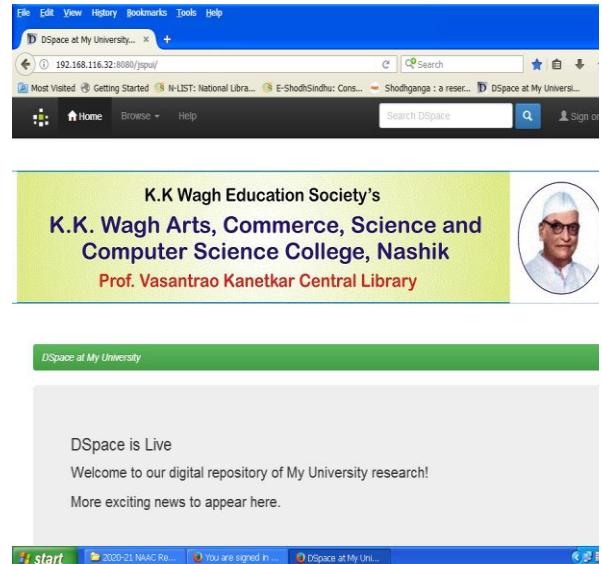 File Edit View History Bookmarks Tools Help
DSpace at My University... × +
192.168.116.32:8080/jspui/ Search
Most Visited Getting Started N-LIST: National Libra... E-ShodhSindhu: Cons... Shodhganga : a reser... DSpace at My Universi...
Home Browse Help Search DSpace Sign on
K.K Wagh Education Society's
K.K. Wagh Arts, Commerce, Science and
Computer Science College, Nashik
Prof. Vasantrao Kanetkar Central Library
DSpace at My University
DSpace is Live
Welcome to our digital repository of My University research!
More exciting news to appear here.
start 2020-21 NAAC Re... You are signed in ... DSpace at My Uni...